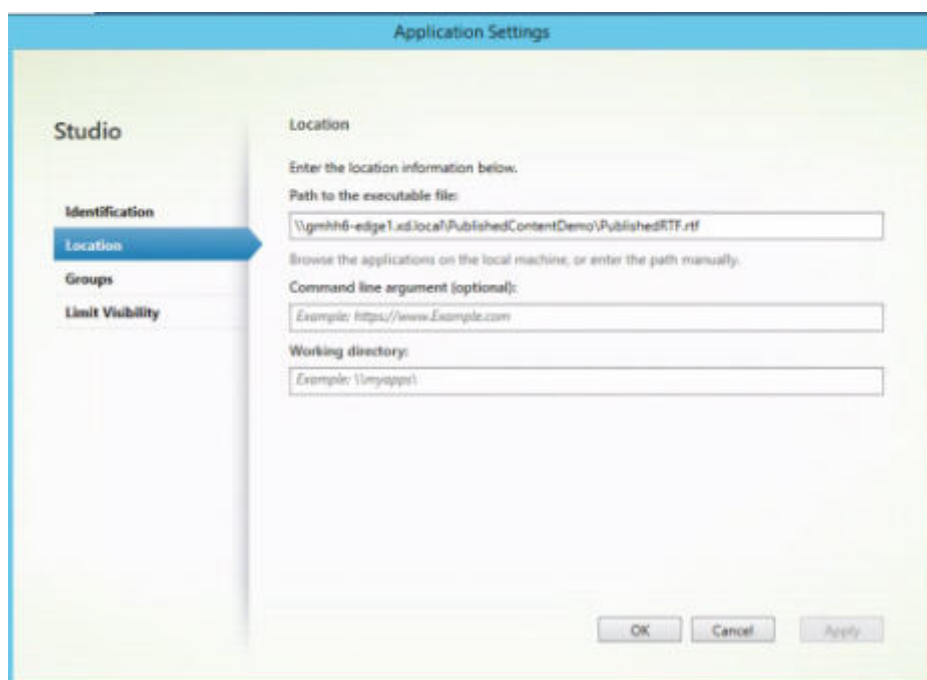 Application Settings
Studio
Identification
Location
Groups
Limit Visibility
Location
Enter the location information below.
Path to the executable file:
\\gmhh6-edge1.xd.local\PublishedContentDemo\PublishedRTF.rtf
Browse the applications on the local machine, or enter the path manually.
Command line argument (optional):
Example: https://www.Example.com
Working directory:
Example: \\myapps\
OK
Cancel
Apply